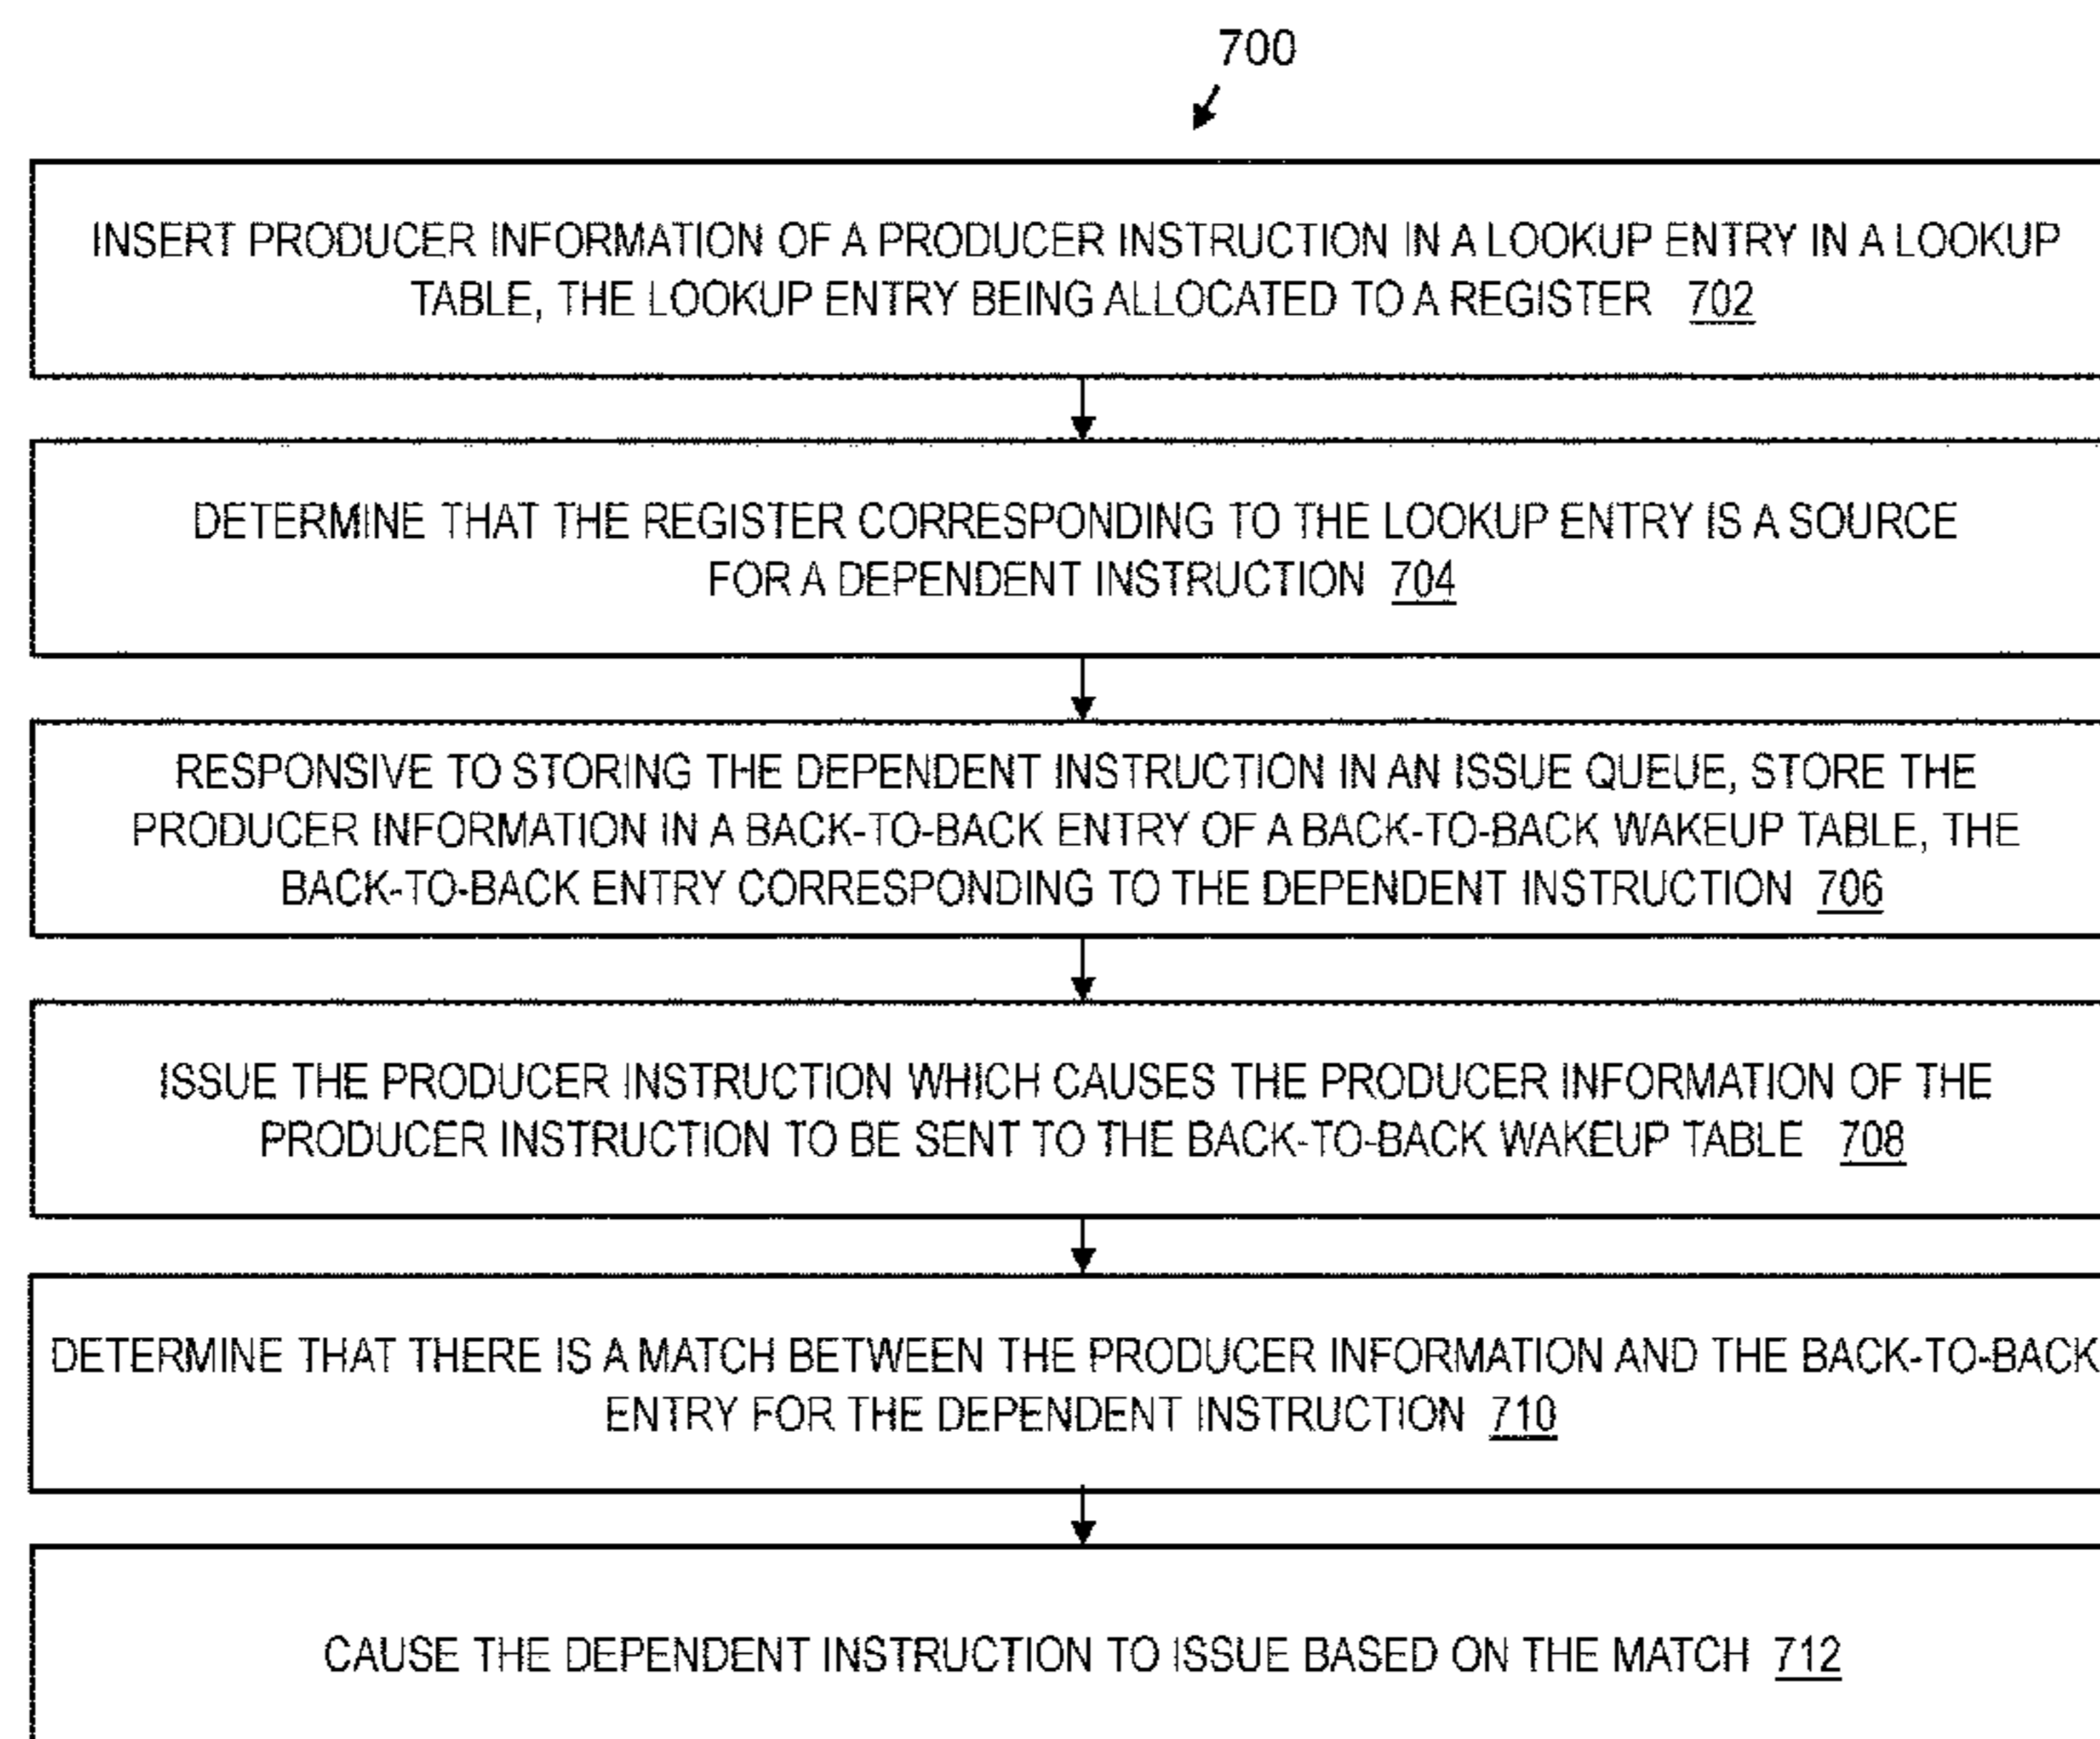 700
INSERT PRODUCER INFORMATION OF A PRODUCER INSTRUCTION IN A LOOKUP ENTRY IN A LOOKUP
TABLE, THE LOOKUP ENTRY BEING ALLOCATED TO A REGISTER 702
DETERMINE THAT THE REGISTER CORRESPONDING TO THE LOOKUP ENTRY IS A SOURCE
FOR A DEPENDENT INSTRUCTION 704
RESPONSIVE TO STORING THE DEPENDENT INSTRUCTION IN AN ISSUE QUEUE, STORE THE
PRODUCER INFORMATION IN A BACK-TO-BACK ENTRY OF A BACK-TO-BACK WAKEUP TABLE, THE
BACK-TO-BACK ENTRY CORRESPONDING TO THE DEPENDENT INSTRUCTION 706
ISSUE THE PRODUCER INSTRUCTION WHICH CAUSES THE PRODUCER INFORMATION OF THE
PRODUCER INSTRUCTION TO BE SENT TO THE BACK-TO-BACK WAKEUP TABLE 708
DETERMINE THAT THERE IS A MATCH BETWEEN THE PRODUCER INFORMATION AND THE BACK-TO-BACK
ENTRY FOR THE DEPENDENT INSTRUCTION 710
CAUSE THE DEPENDENT INSTRUCTION TO ISSUE BASED ON THE MATCH 712